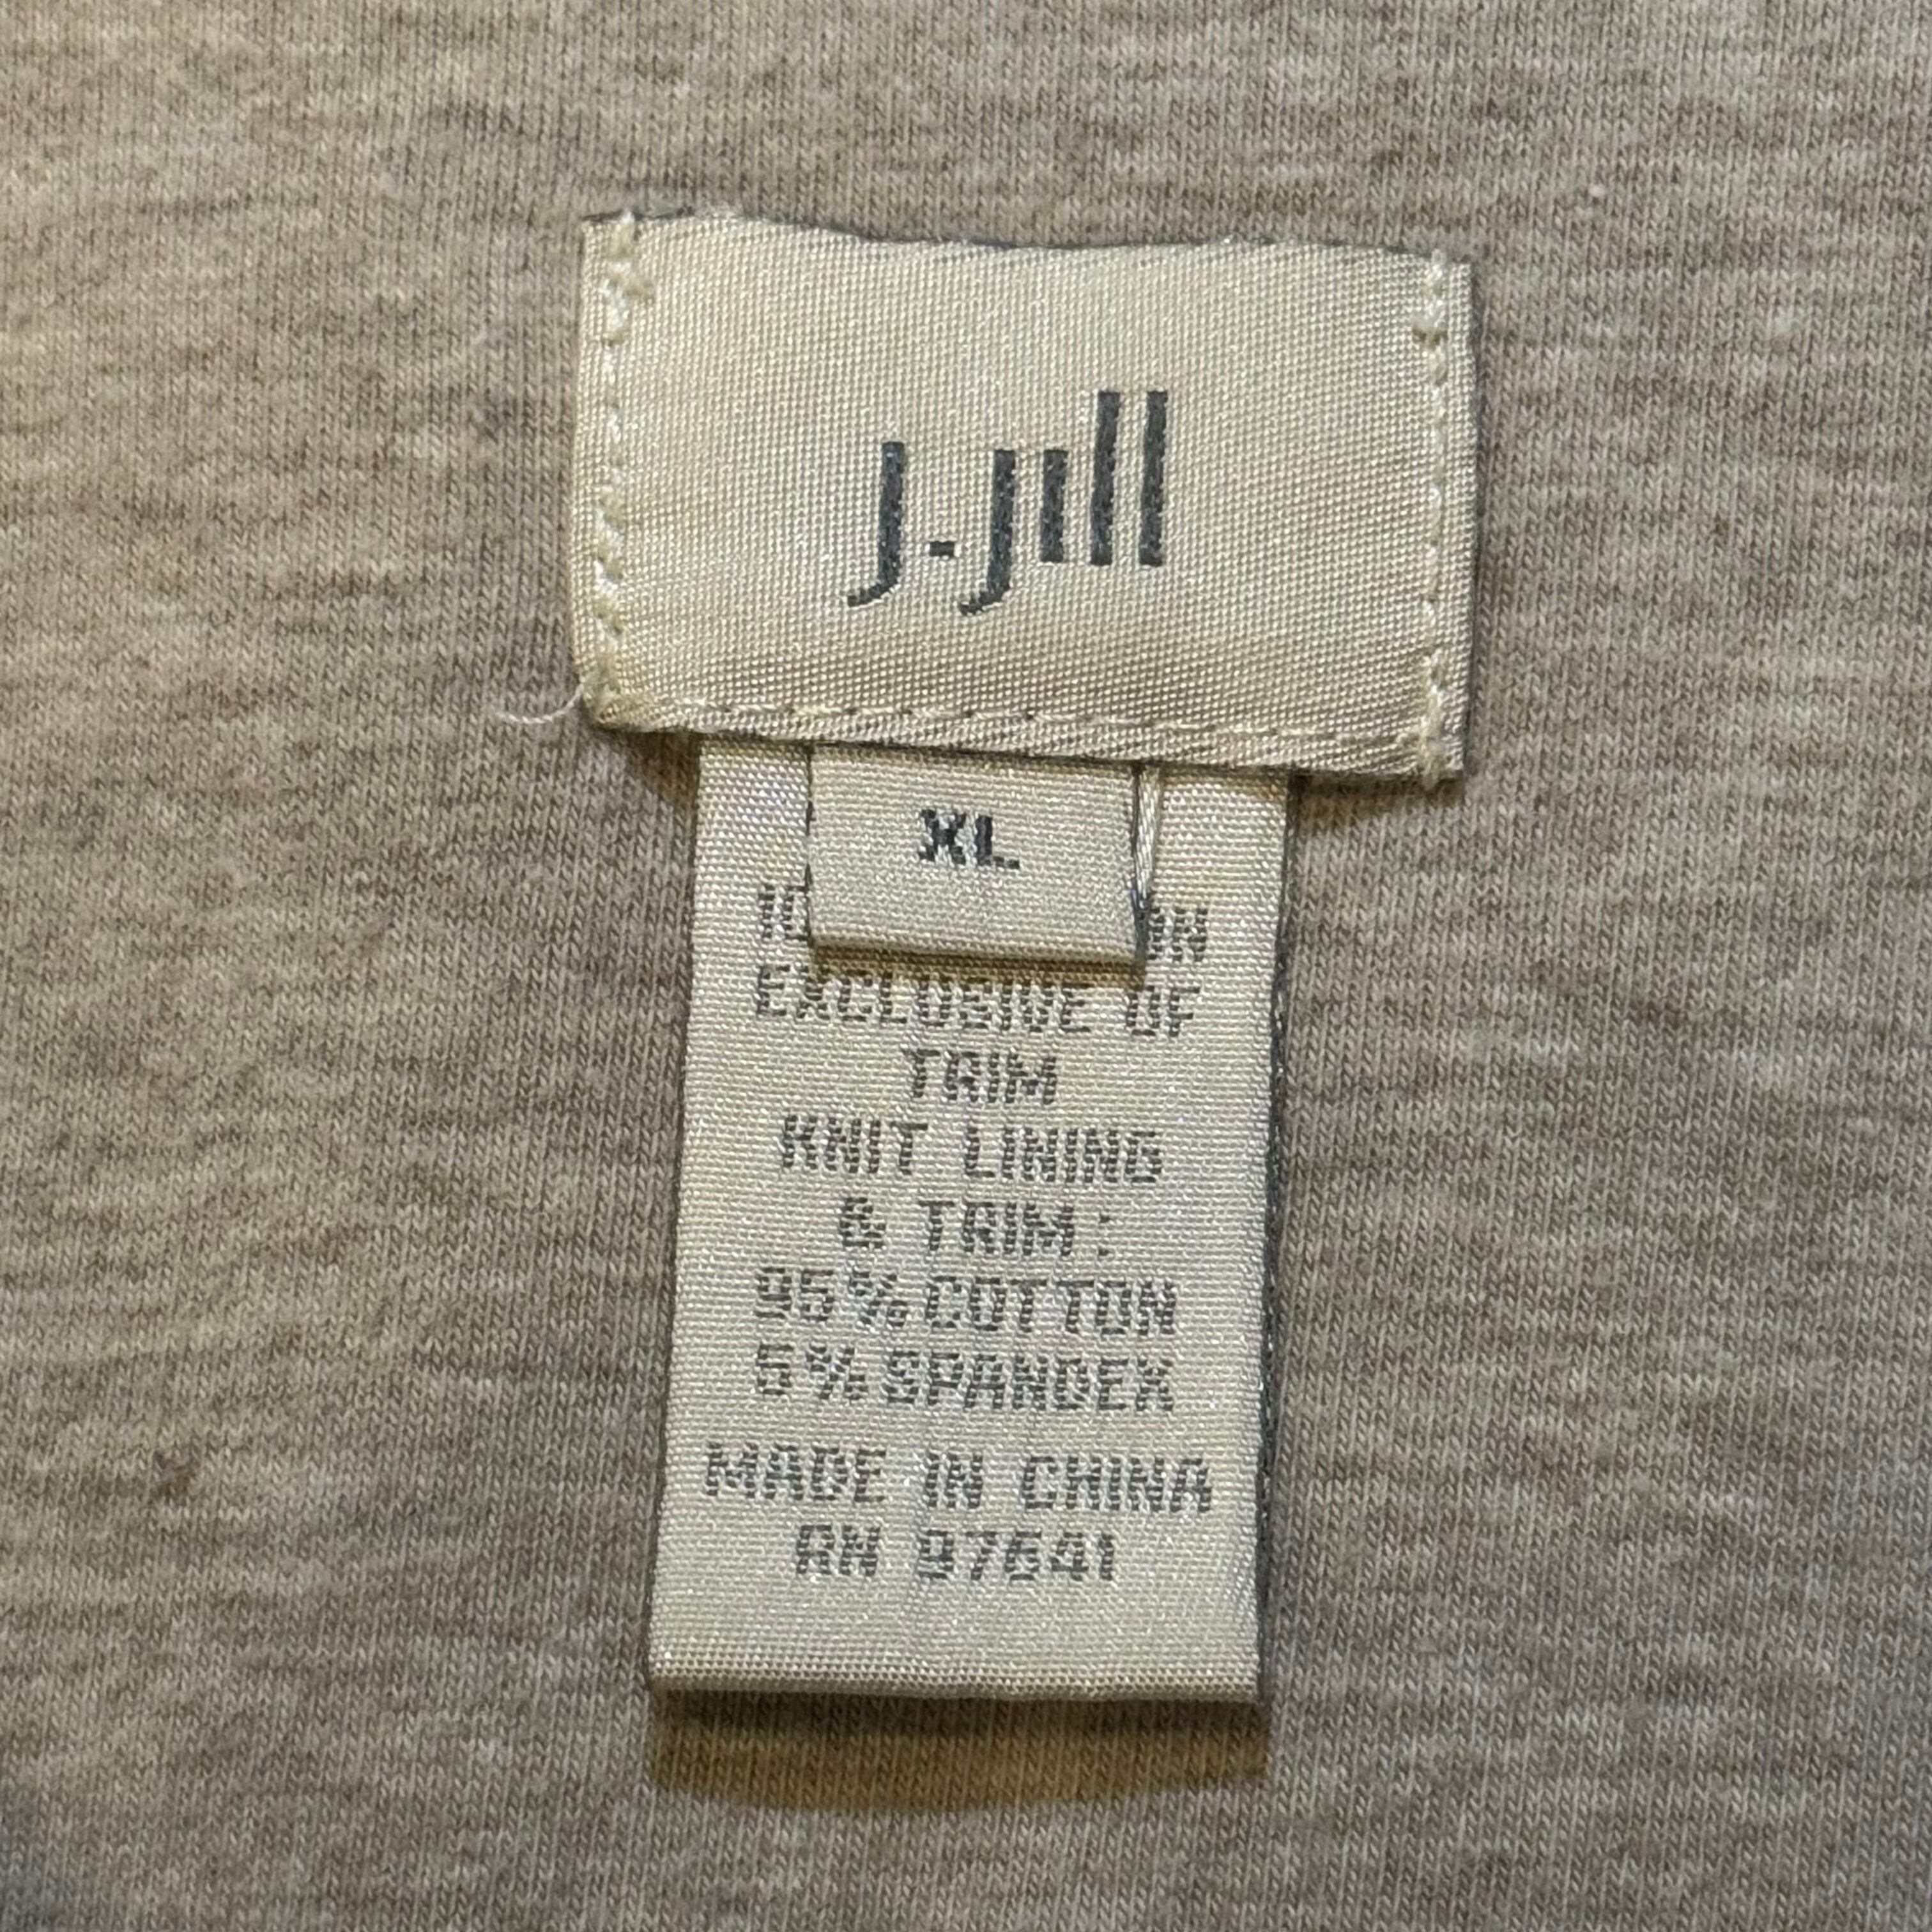 J.Jill
XL
EXCLUSIVE OF
TRIM
KNIT LINING
& TRIM:
95% COTTON
5% SPANDEX
MADE IN CHINA
RN 97641